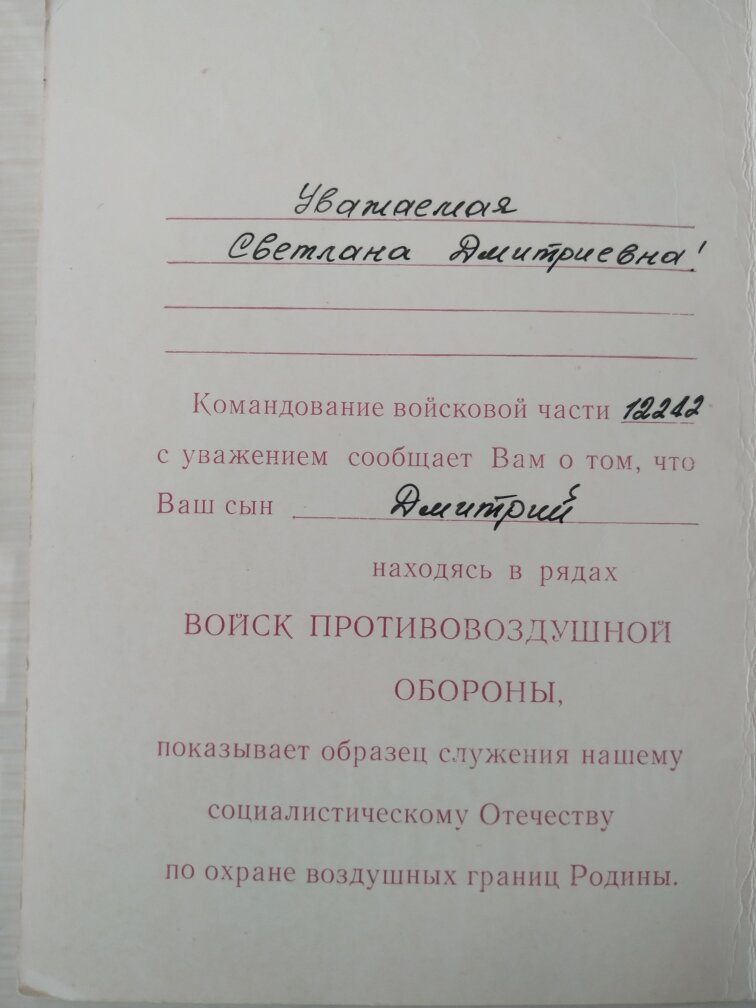 Уважаемая
Светлана Дмитриевна!
Командование войсковой части 12242
с уважением сообщает Вам о том, что
Ваш сын Дмитрий
находясь в рядах
ВОЙСК ПРОТИВОВОЗДУШНОЙ
ОБОРОНЫ,
показывает образец служения нашему
социалистическому Отечеству
по охране воздушных границ Родины.